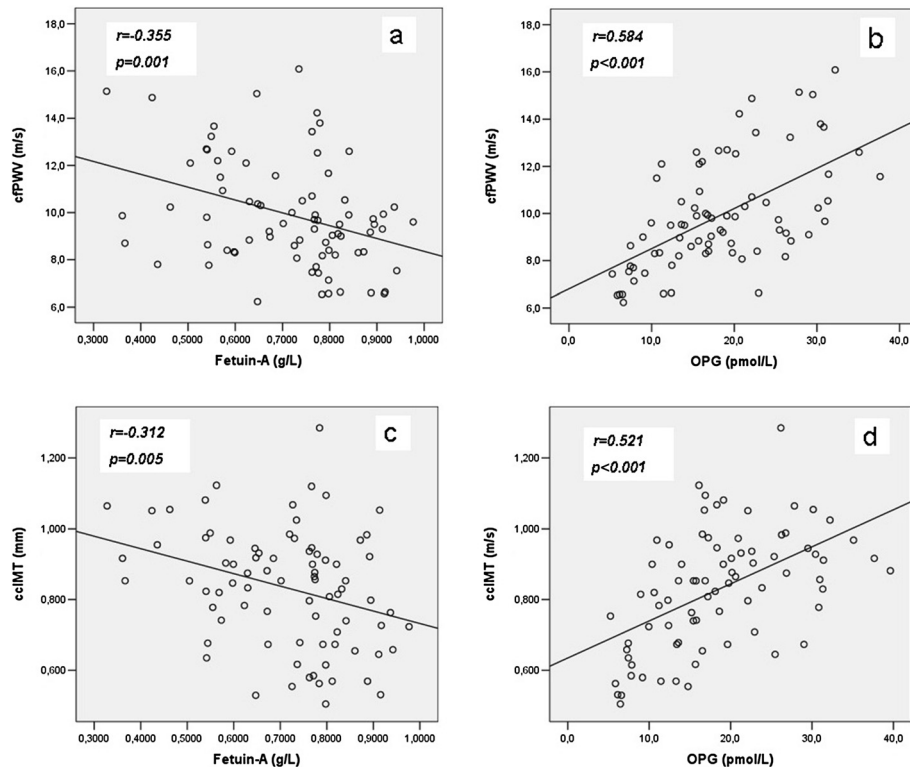 18,0
16,0
14,0
12,0
10,0
8,0
6,0
cfPWV (m/s)
r=-0.355
p=0.001
a
0,3000 0,4000 0,5000 0,6000 0,7000 0,8000 0,9000 1,0000
Fetuin-A (g/L)
18,0
16,0
14,0
12,0
10,0
8,0
6,0
cfPWV (m/s)
r=0.584
p<0.001
b
0,0 10,0 20,0 30,0 40,0
OPG (pmol/L)
1,200
1,000
0,800
0,600
ccIMT (mm)
r=-0.312
p=0.005
c
0,3000 0,4000 0,5000 0,6000 0,7000 0,8000 0,9000 1,0000
Fetuin-A (g/L)
1,200
1,000
0,800
0,600
ccIMT (m/s)
r=0.521
p<0.001
d
0,0 10,0 20,0 30,0 40,0
OPG (pmol/L)